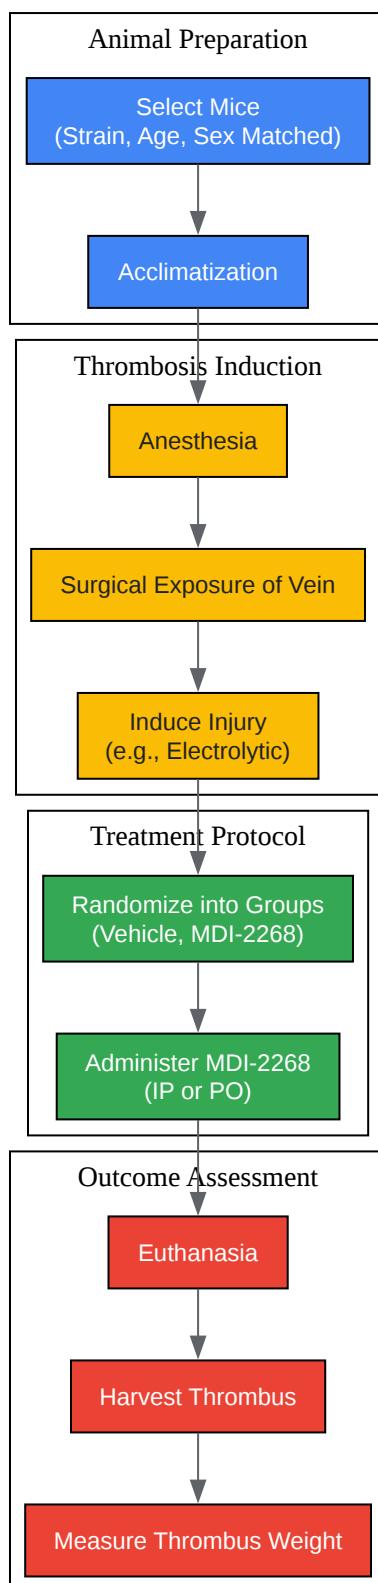 Animal Preparation
Select Mice
(Strain, Age, Sex Matched)
Acclimatization
Thrombosis Induction
Anesthesia
Surgical Exposure of Vein
Induce Injury
(e.g., Electrolytic)
Treatment Protocol
Randomize into Groups
(Vehicle, MDI-2268)
Administer MDI-2268
(IP or PO)
Outcome Assessment
Euthanasia
Harvest Thrombus
Measure Thrombus Weight